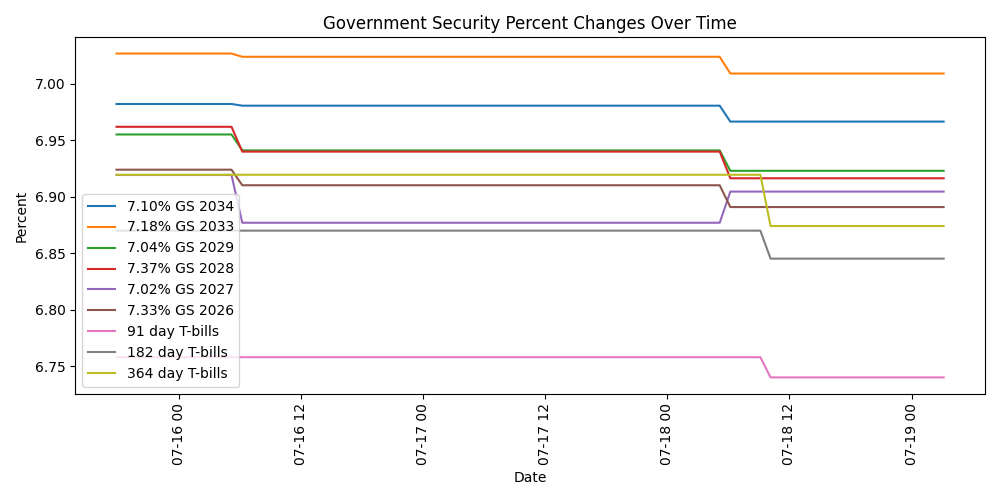 Government Security Percent Changes Over Time
Percent
7.00
6.95
6.90
6.85
6.80
6.75
7.10% GS 2034
7.18% GS 2033
7.04% GS 2029
7.37% GS 2028
7.02% GS 2027
7.33% GS 2026
91 day T-bills
182 day T-bills
364 day T-bills
07-16 00
07-16 12
07-17 00
07-17 12
07-18 00
07-18 12
07-19 00
Date